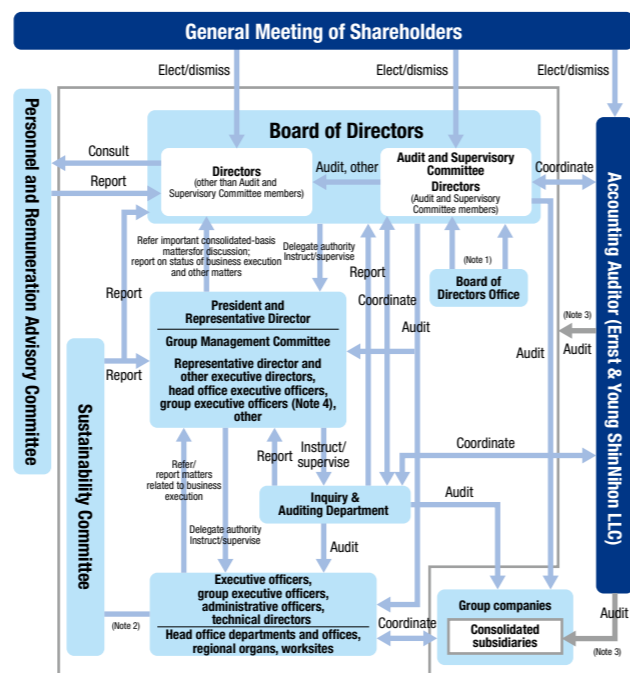 General Meeting of Shareholders
Elect/dismiss
Elect/dismiss
Elect/dismiss
Personnel and Remuneration Advisory Committee
Board of Directors
Consult
Report
Directors
(other than Audit and
Supervisory Committee members)
Audit, other
Audit and Supervisory
Committee
Directors
(Audit and Supervisory
Committee members)
Coordinate
Accounting Auditor (Ernst & Young ShinNihon LLC)
Refer important consolidated-basis
mattersfor discussion;
report on status of business execution
and other matters
Delegate authority
Instruct/supervise
Report
Coordinate
(Note 1)
Board of
Directors Office
Report
Audit
(Note 3)
Audit
President and
Representative Director
Group Management Committee
Representative director and
other executive directors,
head office executive officers,
group executive officers (Note 4),
other
Report
Audit
Sustainability Committee
Refer/
report matters
related to business
execution
Report
Instruct/
supervise
Coordinate
Inquiry &
Auditing Department
Audit
Delegate authority
Instruct/supervise
Audit
Executive officers,
group executive officers,
administrative officers,
technical directors
Head office departments and offices,
regional organs, worksites
(Note 2)
Coordinate
Group companies
Consolidated
subsidiaries
Audit
(Note 3)